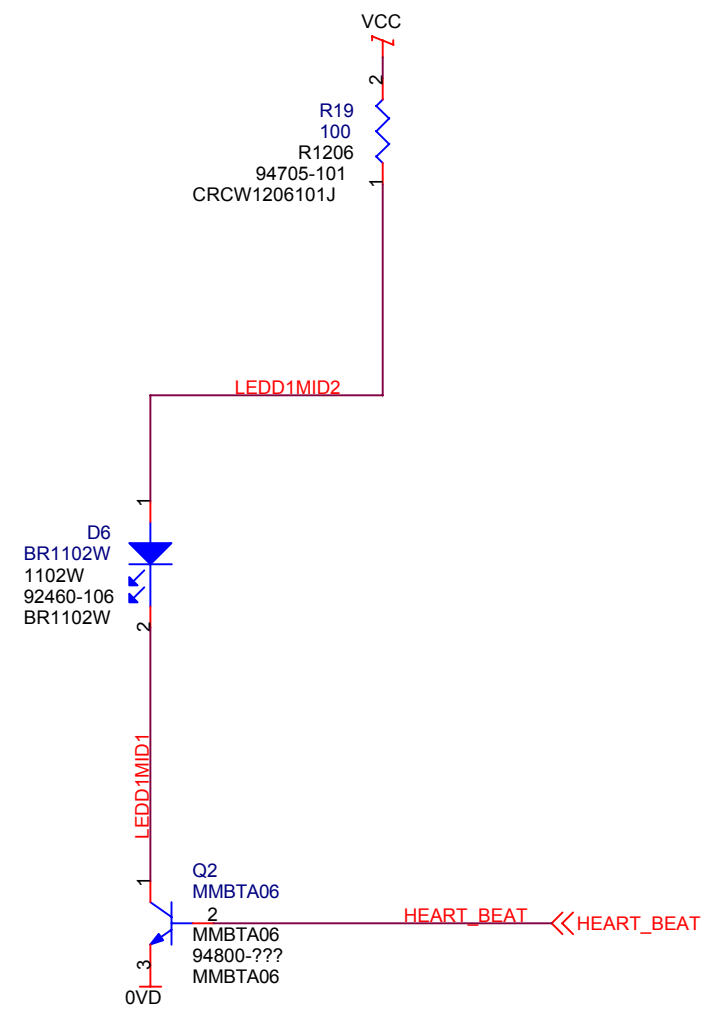 VCC
2
R19
100
R1206
94705-101
CRCW1206101J
1
LEDD1MID2
1
D6
BR1102W
1102W
92460-106
BR1102W
2
LEDD1MID1
1
Q2
MMBTA06
2
HEART_BEAT
HEART_BEAT
MMBTA06
94800-???
MMBTA06
3
0VD